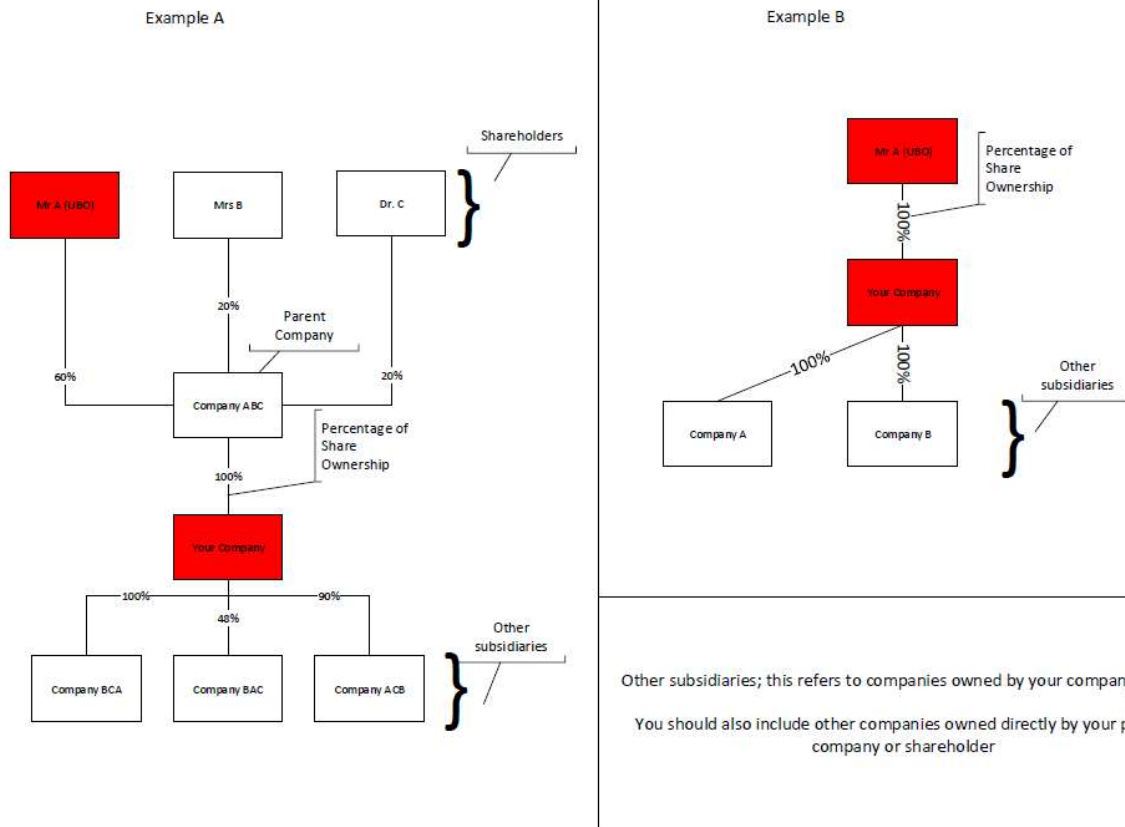 Example A
Shareholders
Mr A (UBO)
Mrs B
Dr. C
20%
Parent
Company
60%
20%
Company ABC
Percentage of
Share
Ownership
100%
Your Company
100%
48%
90%
Other
subsidiaries
Company BCA
Company BAC
Company ACB
Example B
Mr A (UBO)
Percentage of
Share
Ownership
100%
Your Company
100%
100%
Other
subsidiaries
Company A
Company B
Other subsidiaries; this refers to companies owned by your compan
You should also include other companies owned directly by your p
company or shareholder